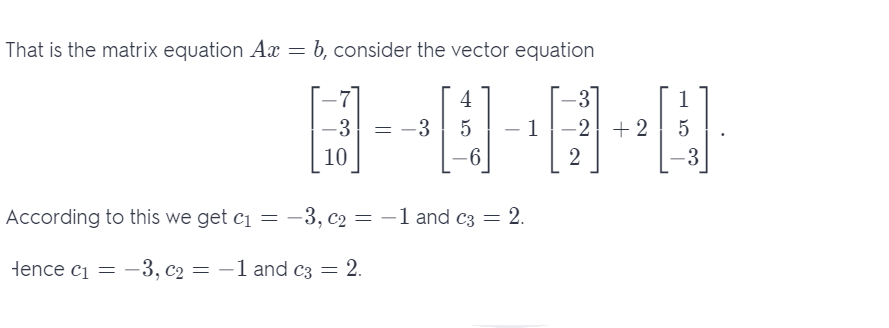 That is the matrix equation Ax = b, consider the vector equation
[-7 -3 10] = -3 [4 5 -6] - 1 [-3 -2 2] + 2 [1 5 -3].
According to this we get c₁ = -3, c₂ = -1 and c₃ = 2.
Hence c₁ = -3, c₂ = -1 and c₃ = 2.